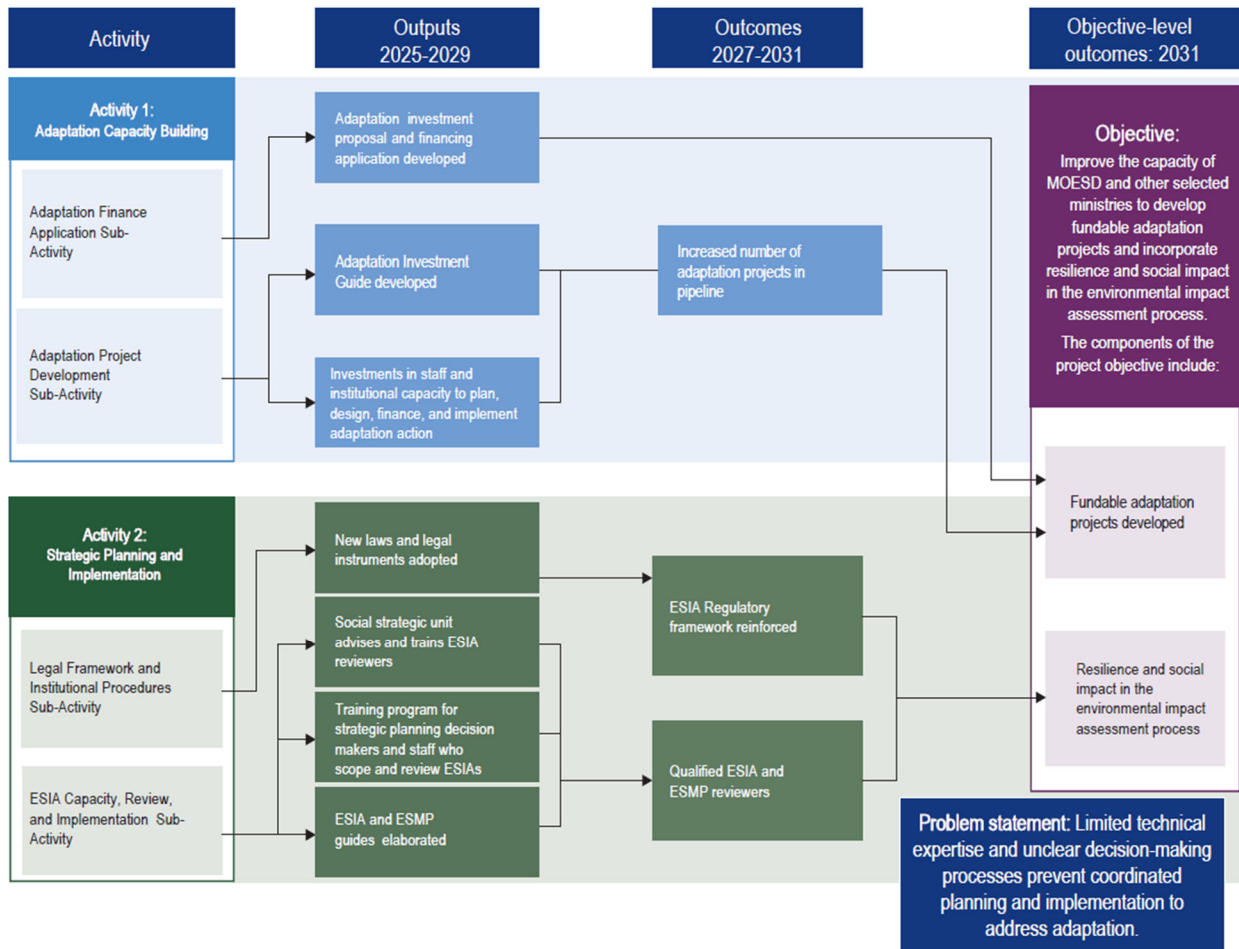 Activity
Outputs
2025-2029
Outcomes
2027-2031
Objective-level
outcomes: 2031
Activity 1:
Adaptation Capacity Building
Adaptation Finance
Application Sub-
Activity
Adaptation Project
Development
Sub-Activity
Adaptation investment
proposal and financing
application developed
Adaptation Investment
Guide developed
Investments in staff and
institutional capacity to plan,
design, finance, and implement
adaptation action
Increased number of
adaptation projects in
pipeline
Objective:
Improve the capacity of
MOESD and other selected
ministries to develop
fundable adaptation
projects and incorporate
resilience and social impact
in the environmental impact
assessment process.
The components of the
project objective include:
Fundable adaptation
projects developed
Resilience and social
impact in the
environmental impact
assessment process
Activity 2:
Strategic Planning and
Implementation
Legal Framework and
Institutional Procedures
Sub-Activity
ESIA Capacity, Review,
and Implementation Sub-
Activity
New laws and legal
instruments adopted
Social strategic unit
advises and trains ESIA
reviewers
Training program for
strategic planning decision
makers and staff who
scope and review ESIAs
ESIA and ESMP
guides elaborated
ESIA Regulatory
framework reinforced
Qualified ESIA and
ESMP reviewers
Problem statement: Limited technical
expertise and unclear decision-making
processes prevent coordinated
planning and implementation to
address adaptation.